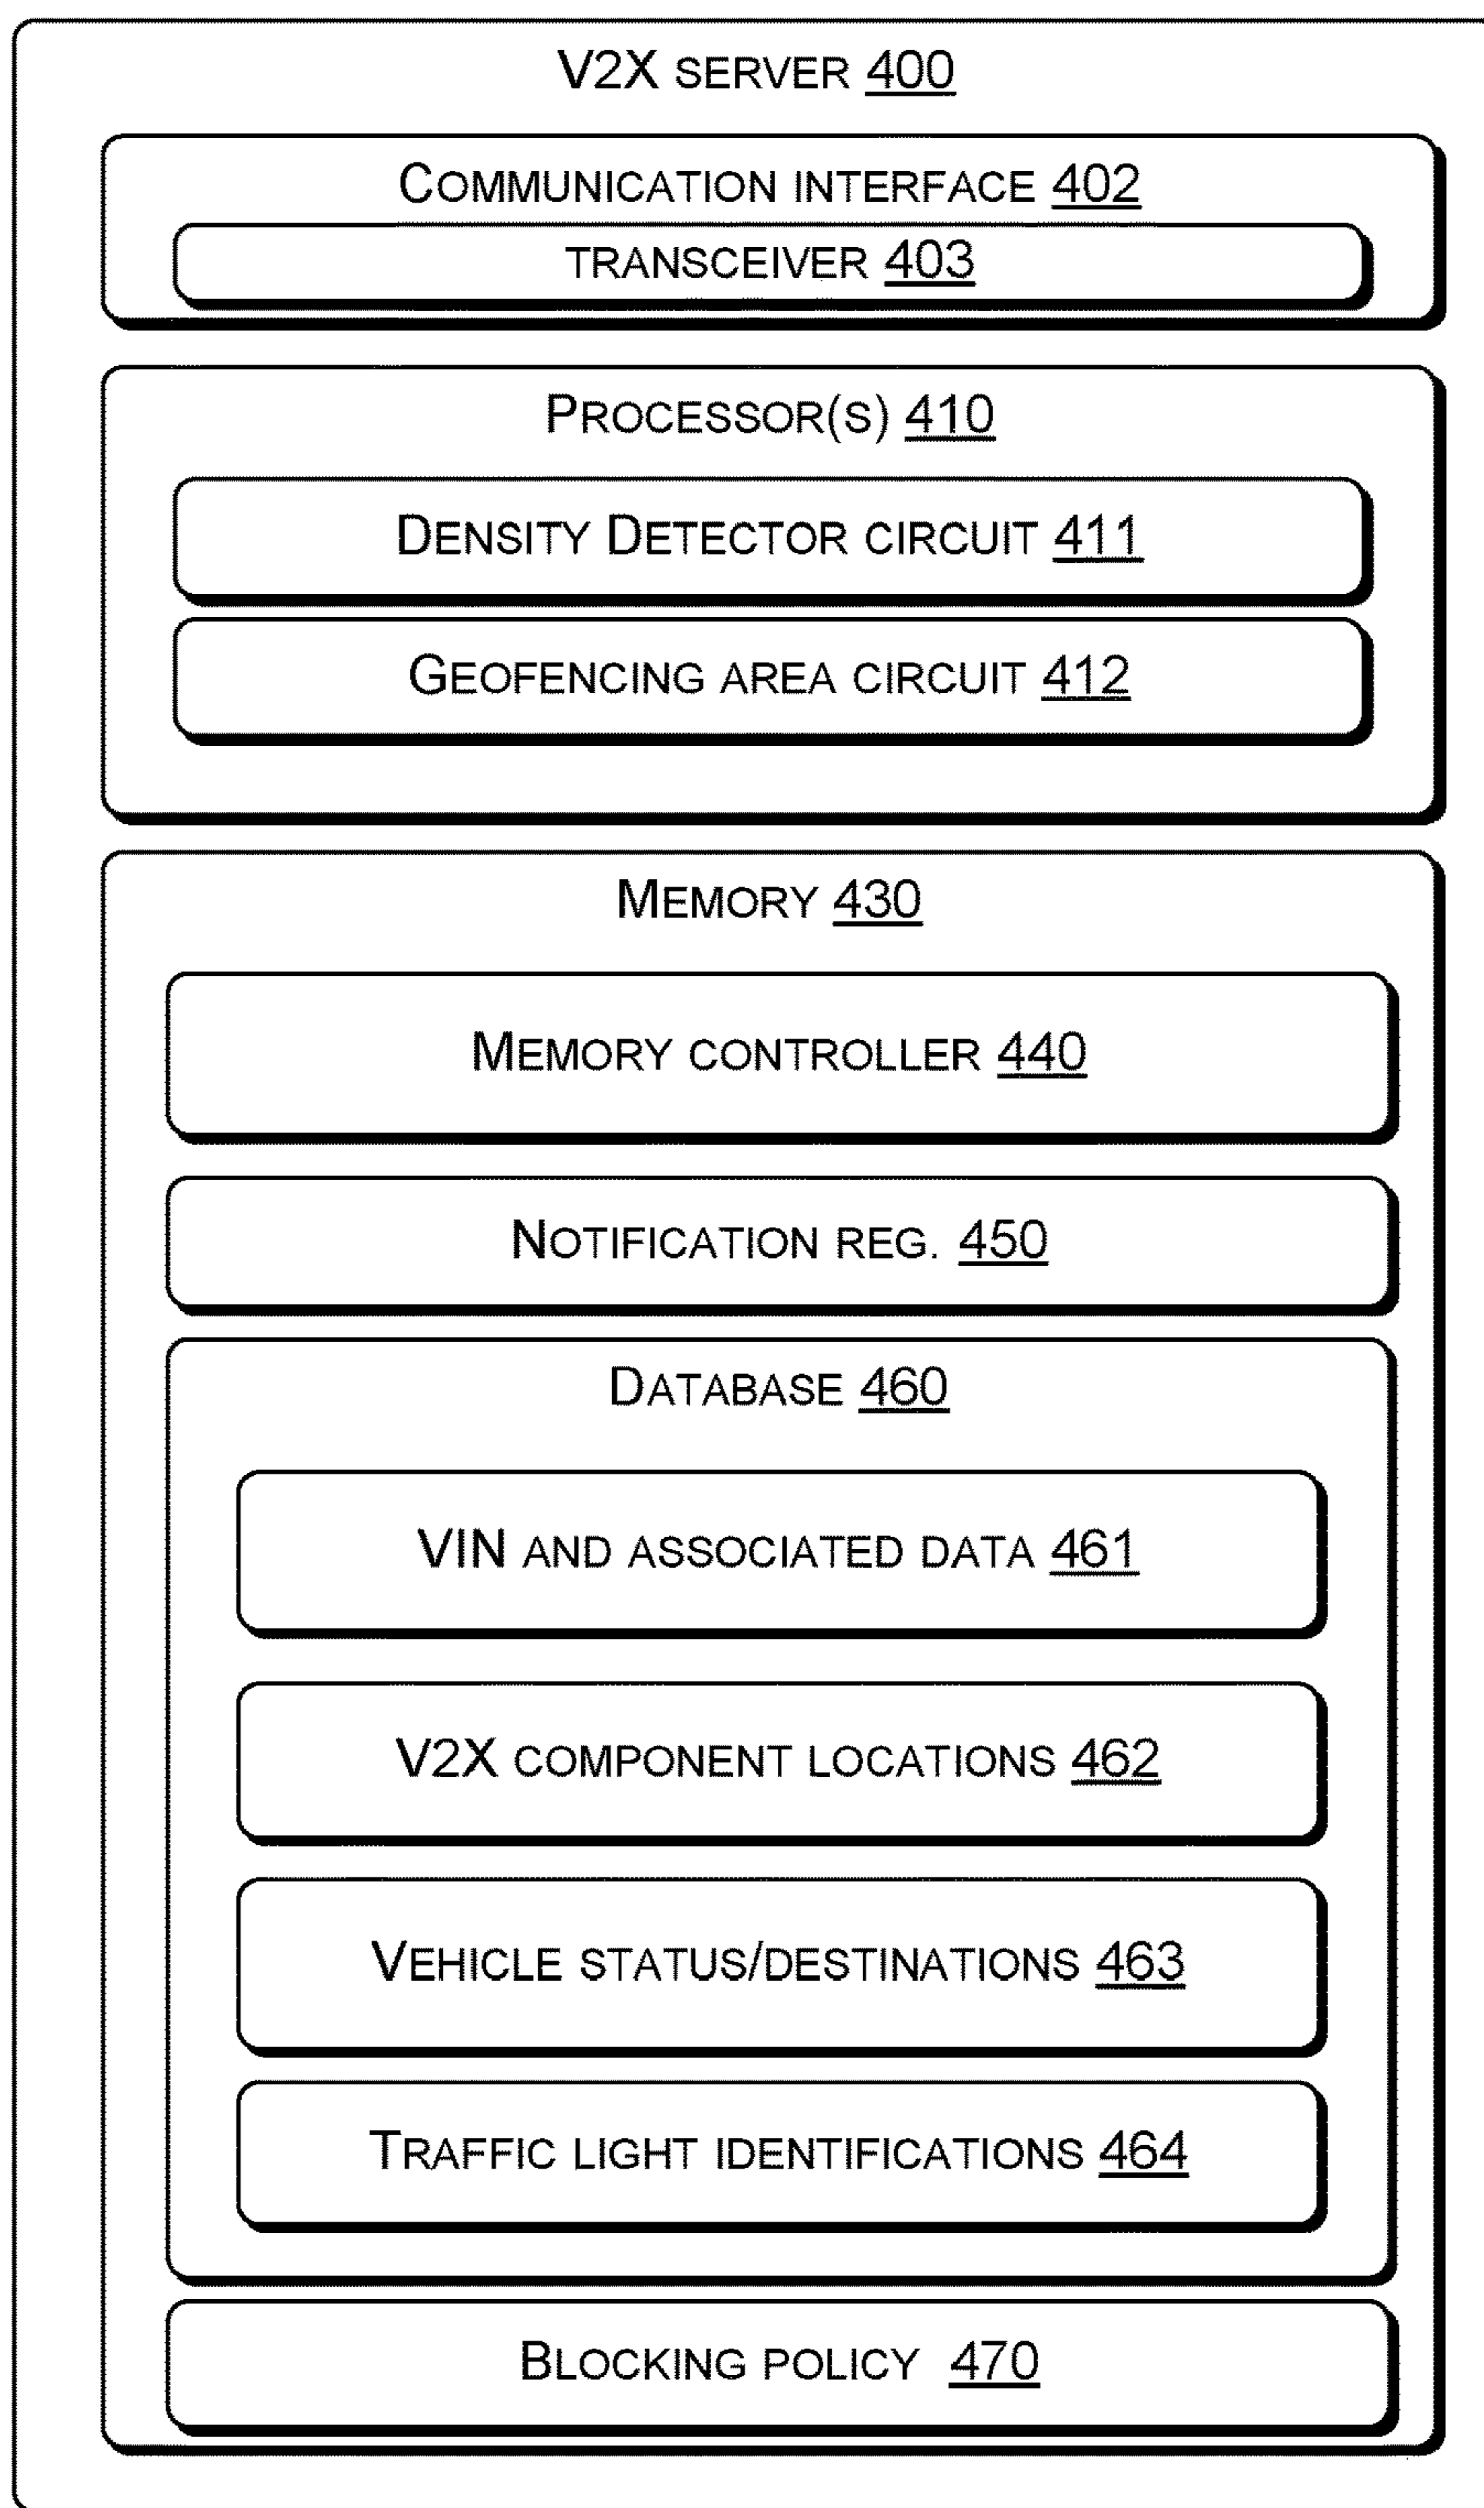 V2X SERVER 400
COMMUNICATION INTERFACE 402
TRANSCEIVER 403
PROCESSOR(S) 410
DENSITY DETECTOR CIRCUIT 411
GEOFENCING AREA CIRCUIT 412
MEMORY 430
MEMORY CONTROLLER 440
NOTIFICATION REG. 450
DATABASE 460
VIN AND ASSOCIATED DATA 461
V2X COMPONENT LOCATIONS 462
VEHICLE STATUS/DESTINATIONS 463
TRAFFIC LIGHT IDENTIFICATIONS 464
BLOCKING POLICY 470